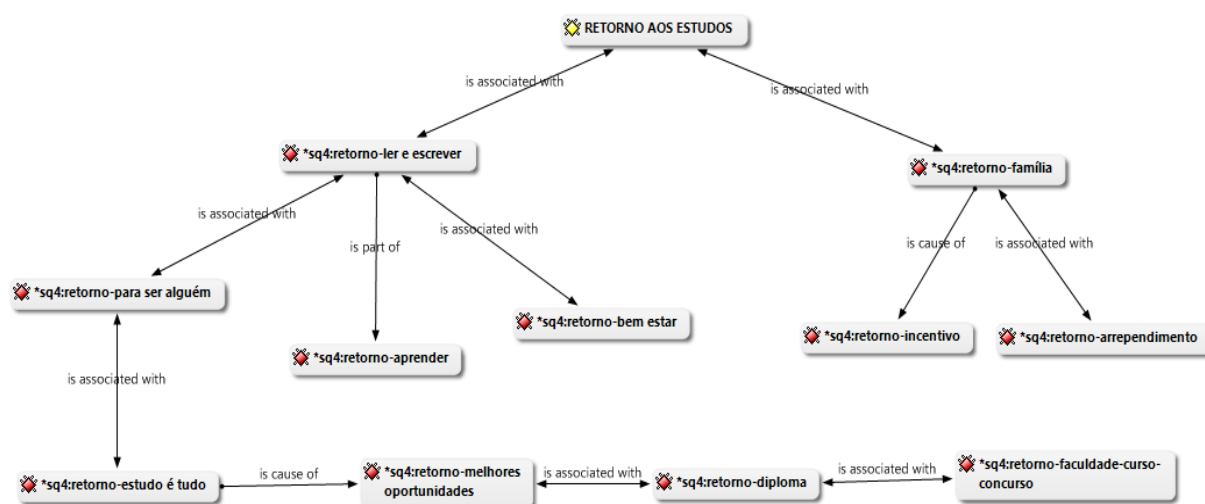 RETORNO AOS ESTUDOS
is associated with
is associated with
*sq4:retorno-ler e escrever
*sq4:retorno-família
is associated with
is part of
is associated with
is cause of
is associated with
*sq4:retorno-para ser alguém
*sq4:retorno-bem estar
*sq4:retorno-aprender
*sq4:retorno-incentivo
*sq4:retorno-arrependimento
is associated with
*sq4:retorno-estudo é tudo
is cause of
*sq4:retorno-melhores
oportunidades
is associated with
*sq4:retorno-diploma
is associated with
*sq4:retorno-faculdade-curso-
concurso